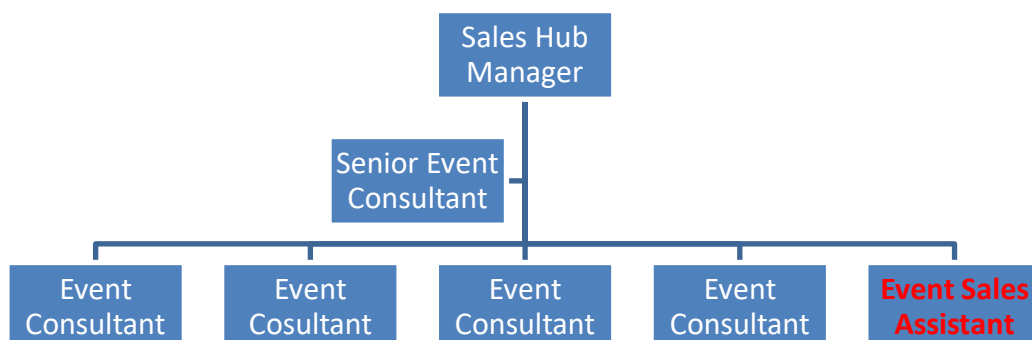 Sales Hub
Manager
Senior Event
Consultant
Event
Consultant
Event
Cosultant
Event
Consultant
Event
Consultant
Event Sales
Assistant